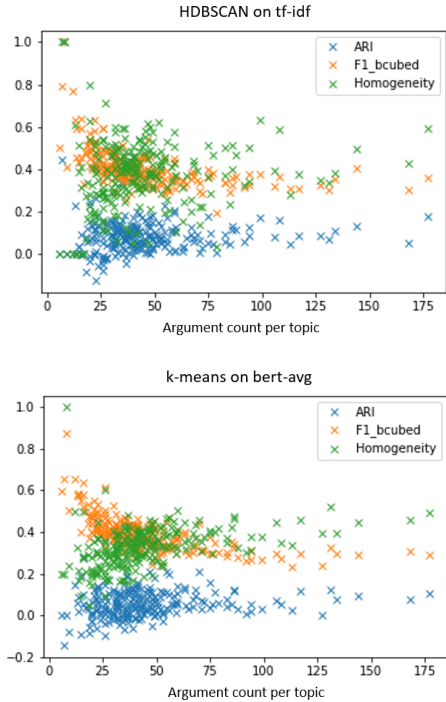 HDBSCAN on tf-idf
1.0
0.8
0.6
0.4
0.2
0.0
ARI
F1_bcubed
Homogeneity
0 25 50 75 100 125 150 175
Argument count per topic
k-means on bert-avg
1.0
0.8
0.6
0.4
0.2
0.0
−0.2
ARI
F1_bcubed
Homogeneity
0 25 50 75 100 125 150 175
Argument count per topic